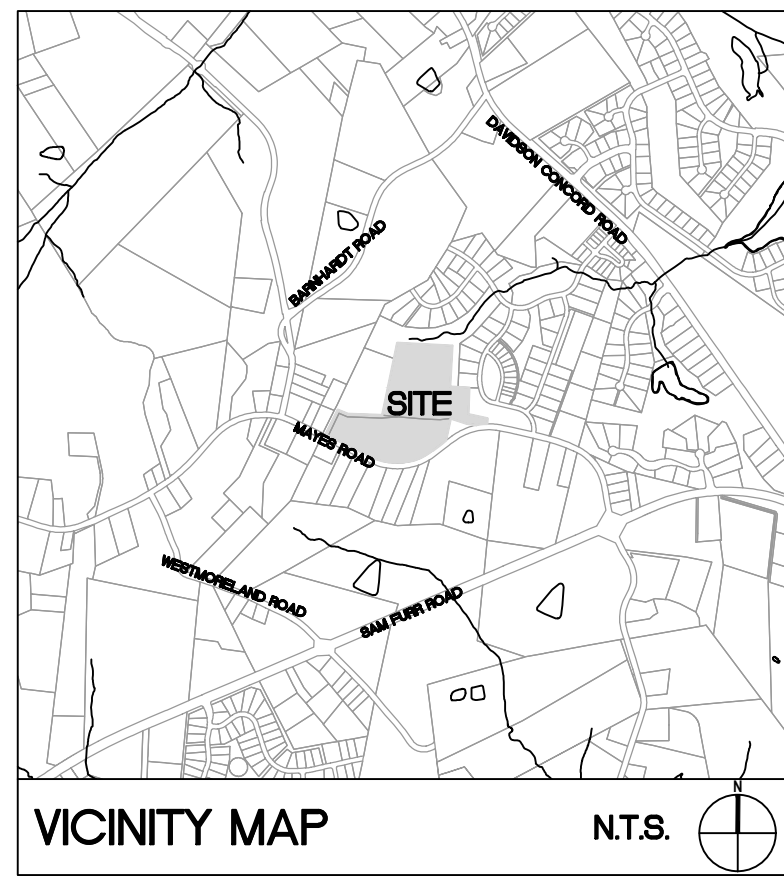 DAVIDSON CONCORD ROAD
BARNHARDT ROAD
SITE
MAYES ROAD
WESTMORELAND ROAD
SAM FURR ROAD
VICINITY MAP
N.T.S.
N